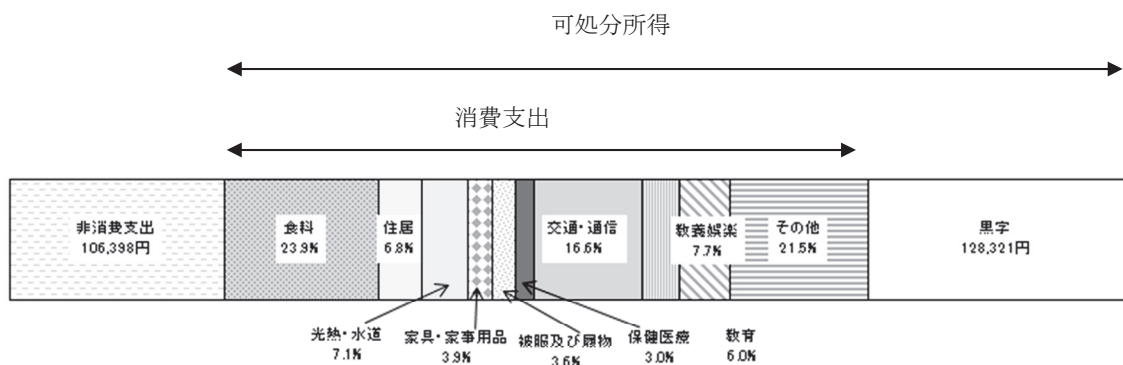 可処分所得
消費支出
非消費支出
106,398円
食料
23.9%
住居
6.8%
交通・通信
16.6%
教養娯楽
7.7%
その他
21.5%
黒字
128,321円
光熱・水道
7.1%
家具・家事用品
3.9%
被服及び履物
3.6%
保健医療
3.0%
教育
6.0%